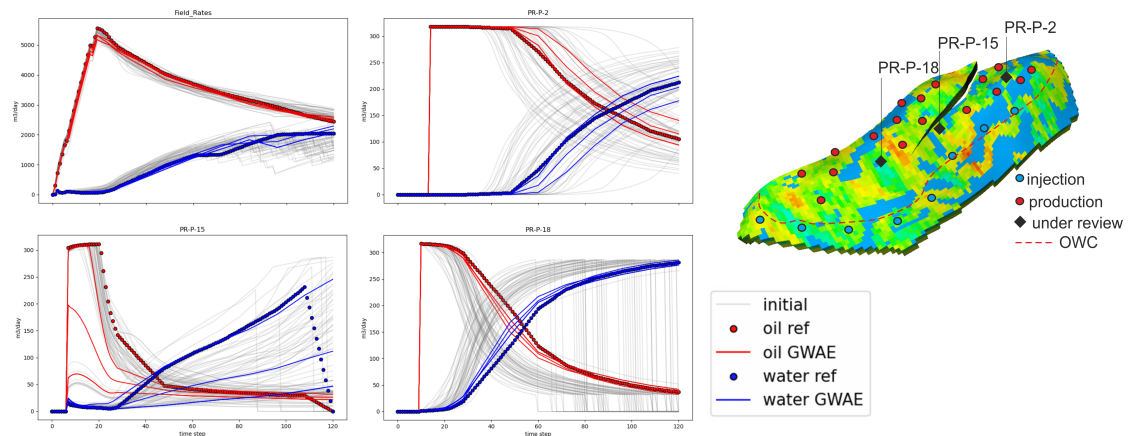 Field_Rates
m3/day
5000
4000
3000
2000
1000
0
PR-P-2
m3/day
300
250
200
150
100
50
0
PR-P-15
m3/day
300
250
200
150
100
50
0
0 20 40 60 80 100 120
time step
PR-P-18
m3/day
300
250
200
150
100
50
0
0 20 40 60 80 100 120
time step
PR-P-2
PR-P-15
PR-P-18
injection
production
under review
OWC
initial
oil ref
oil GWAE
water ref
water GWAE